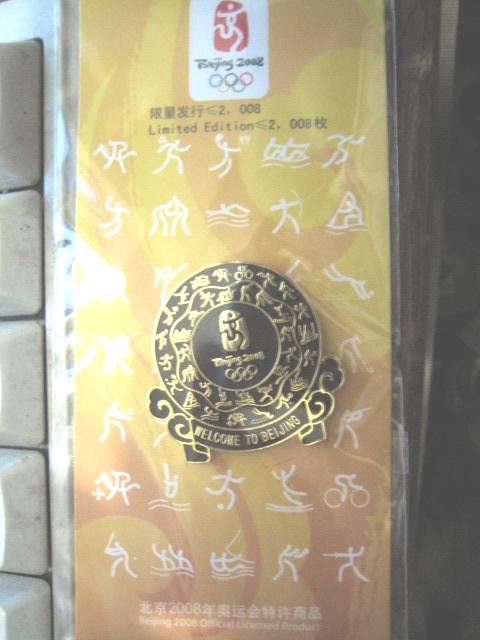 Beijing 2008
限量发行≤2，008
Limited Edition≤2，008枚
Beijing 2008
WELCOME TO BEIJING
北京2008年奥运会特许商品
Beijing 2008 Official Licensed Product